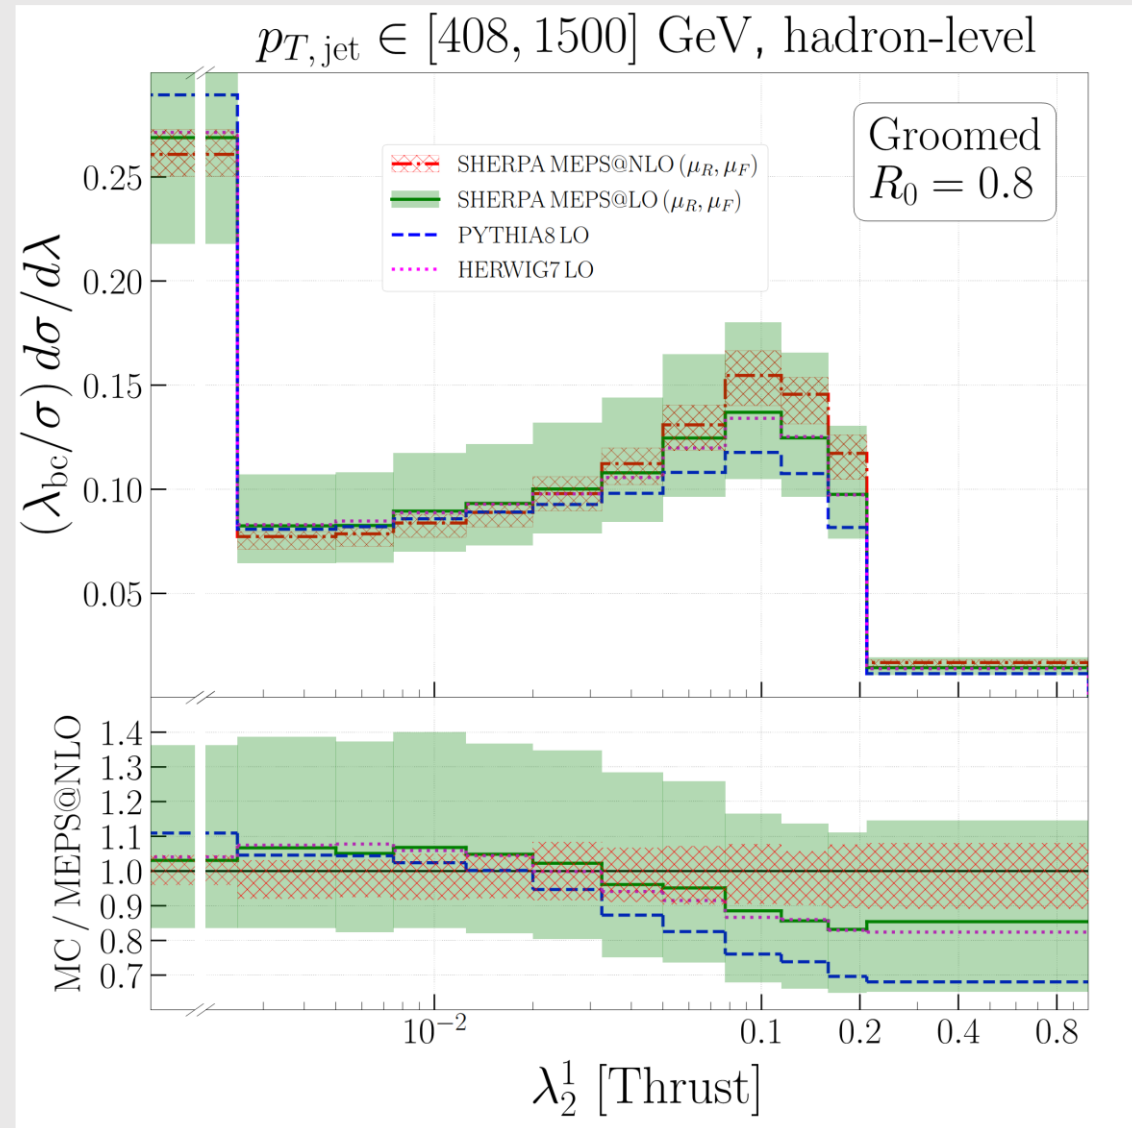 p_{T,jet} ∈ [408, 1500] GeV, hadron-level
Groomed
R_0 = 0.8
SHERPA MEPS@NLO (μ_R, μ_F)
SHERPA MEPS@LO (μ_R, μ_F)
PYTHIA8 LO
HERWIG7 LO
(λ_{bc}/σ) dσ/dλ
0.25
0.20
0.15
0.10
0.05
MC / MEPS@NLO
1.4
1.3
1.2
1.1
1.0
0.9
0.8
0.7
10^{-2} 0.1 0.2 0.4 0.8
λ_2^1 [Thrust]